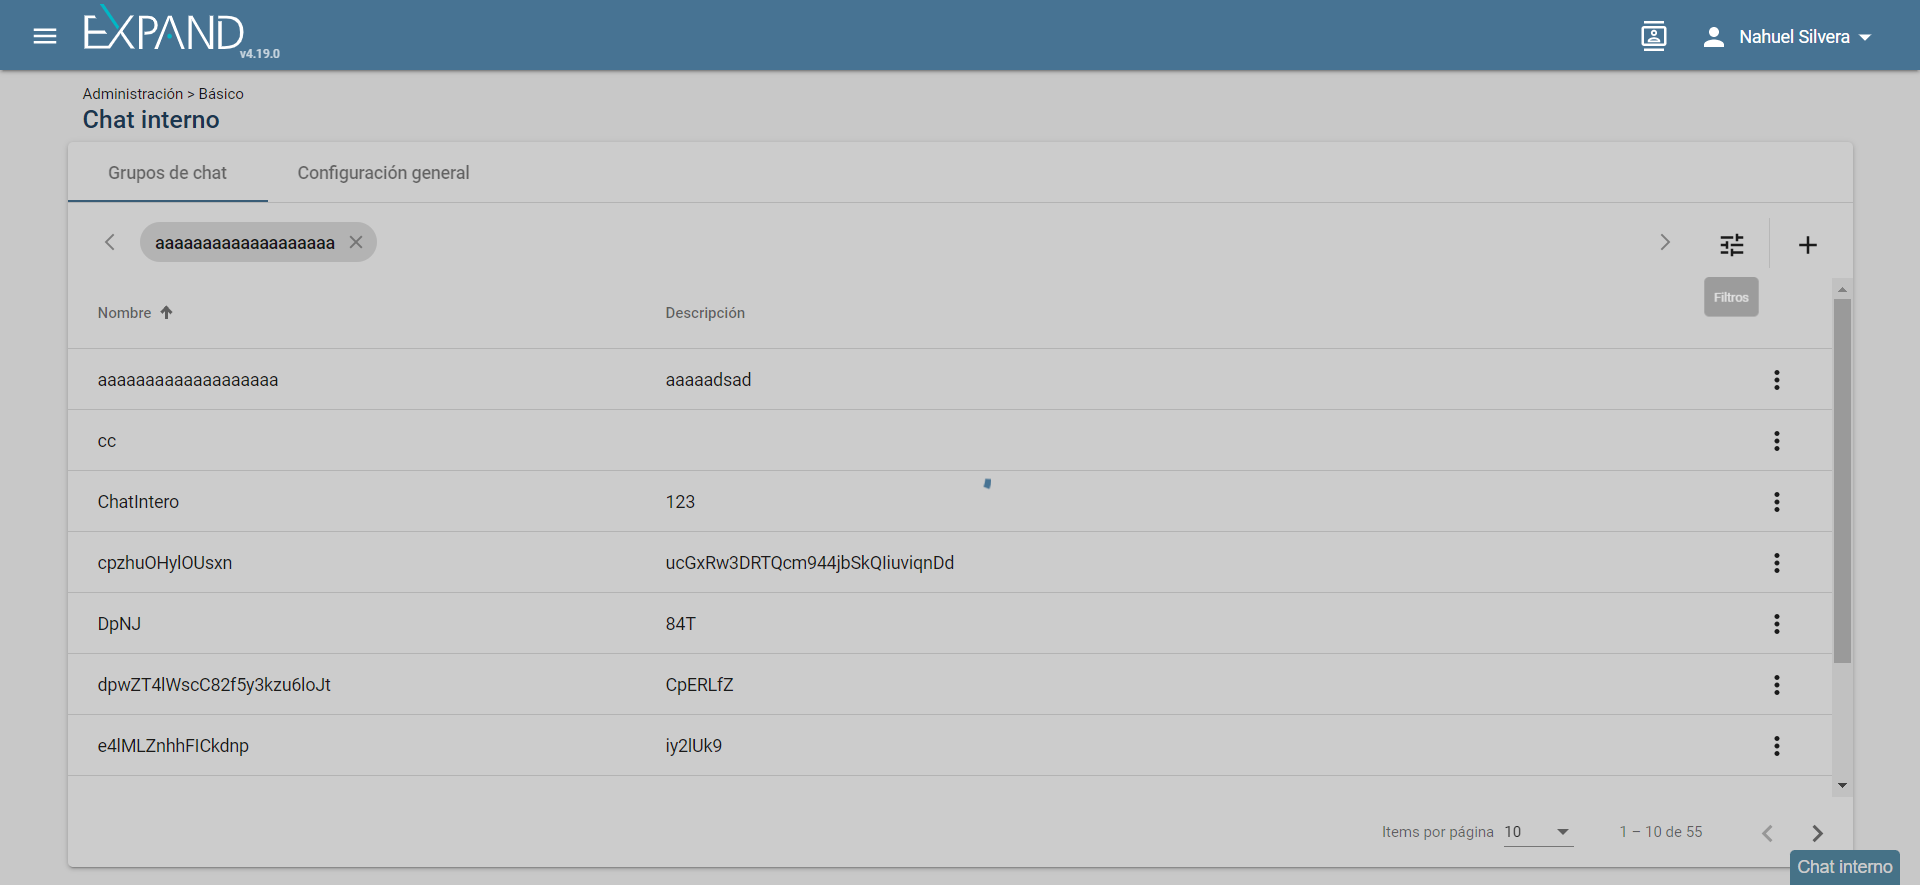 EXPAND
v4.19.0
Nahuel Silvera
Administración > Básico
Chat interno
Grupos de chat
Configuración general
aaaaaaaaaaaaaaaaaaa
Filtros
Nombre
Descripción
aaaaaaaaaaaaaaaaaaa
aaaaadsad
cc
ChatIntero
123
cpzhuOHylOUsxn
ucGxRw3DRTQcm944jbSkQIiuviqnDd
DpNJ
84T
dpwZT4lWscC82f5y3kzu6loJt
CpERLfZ
e4lMLZnhhFICkdnp
iy2lUk9
Items por página
10
1 – 10 de 55
Chat interno